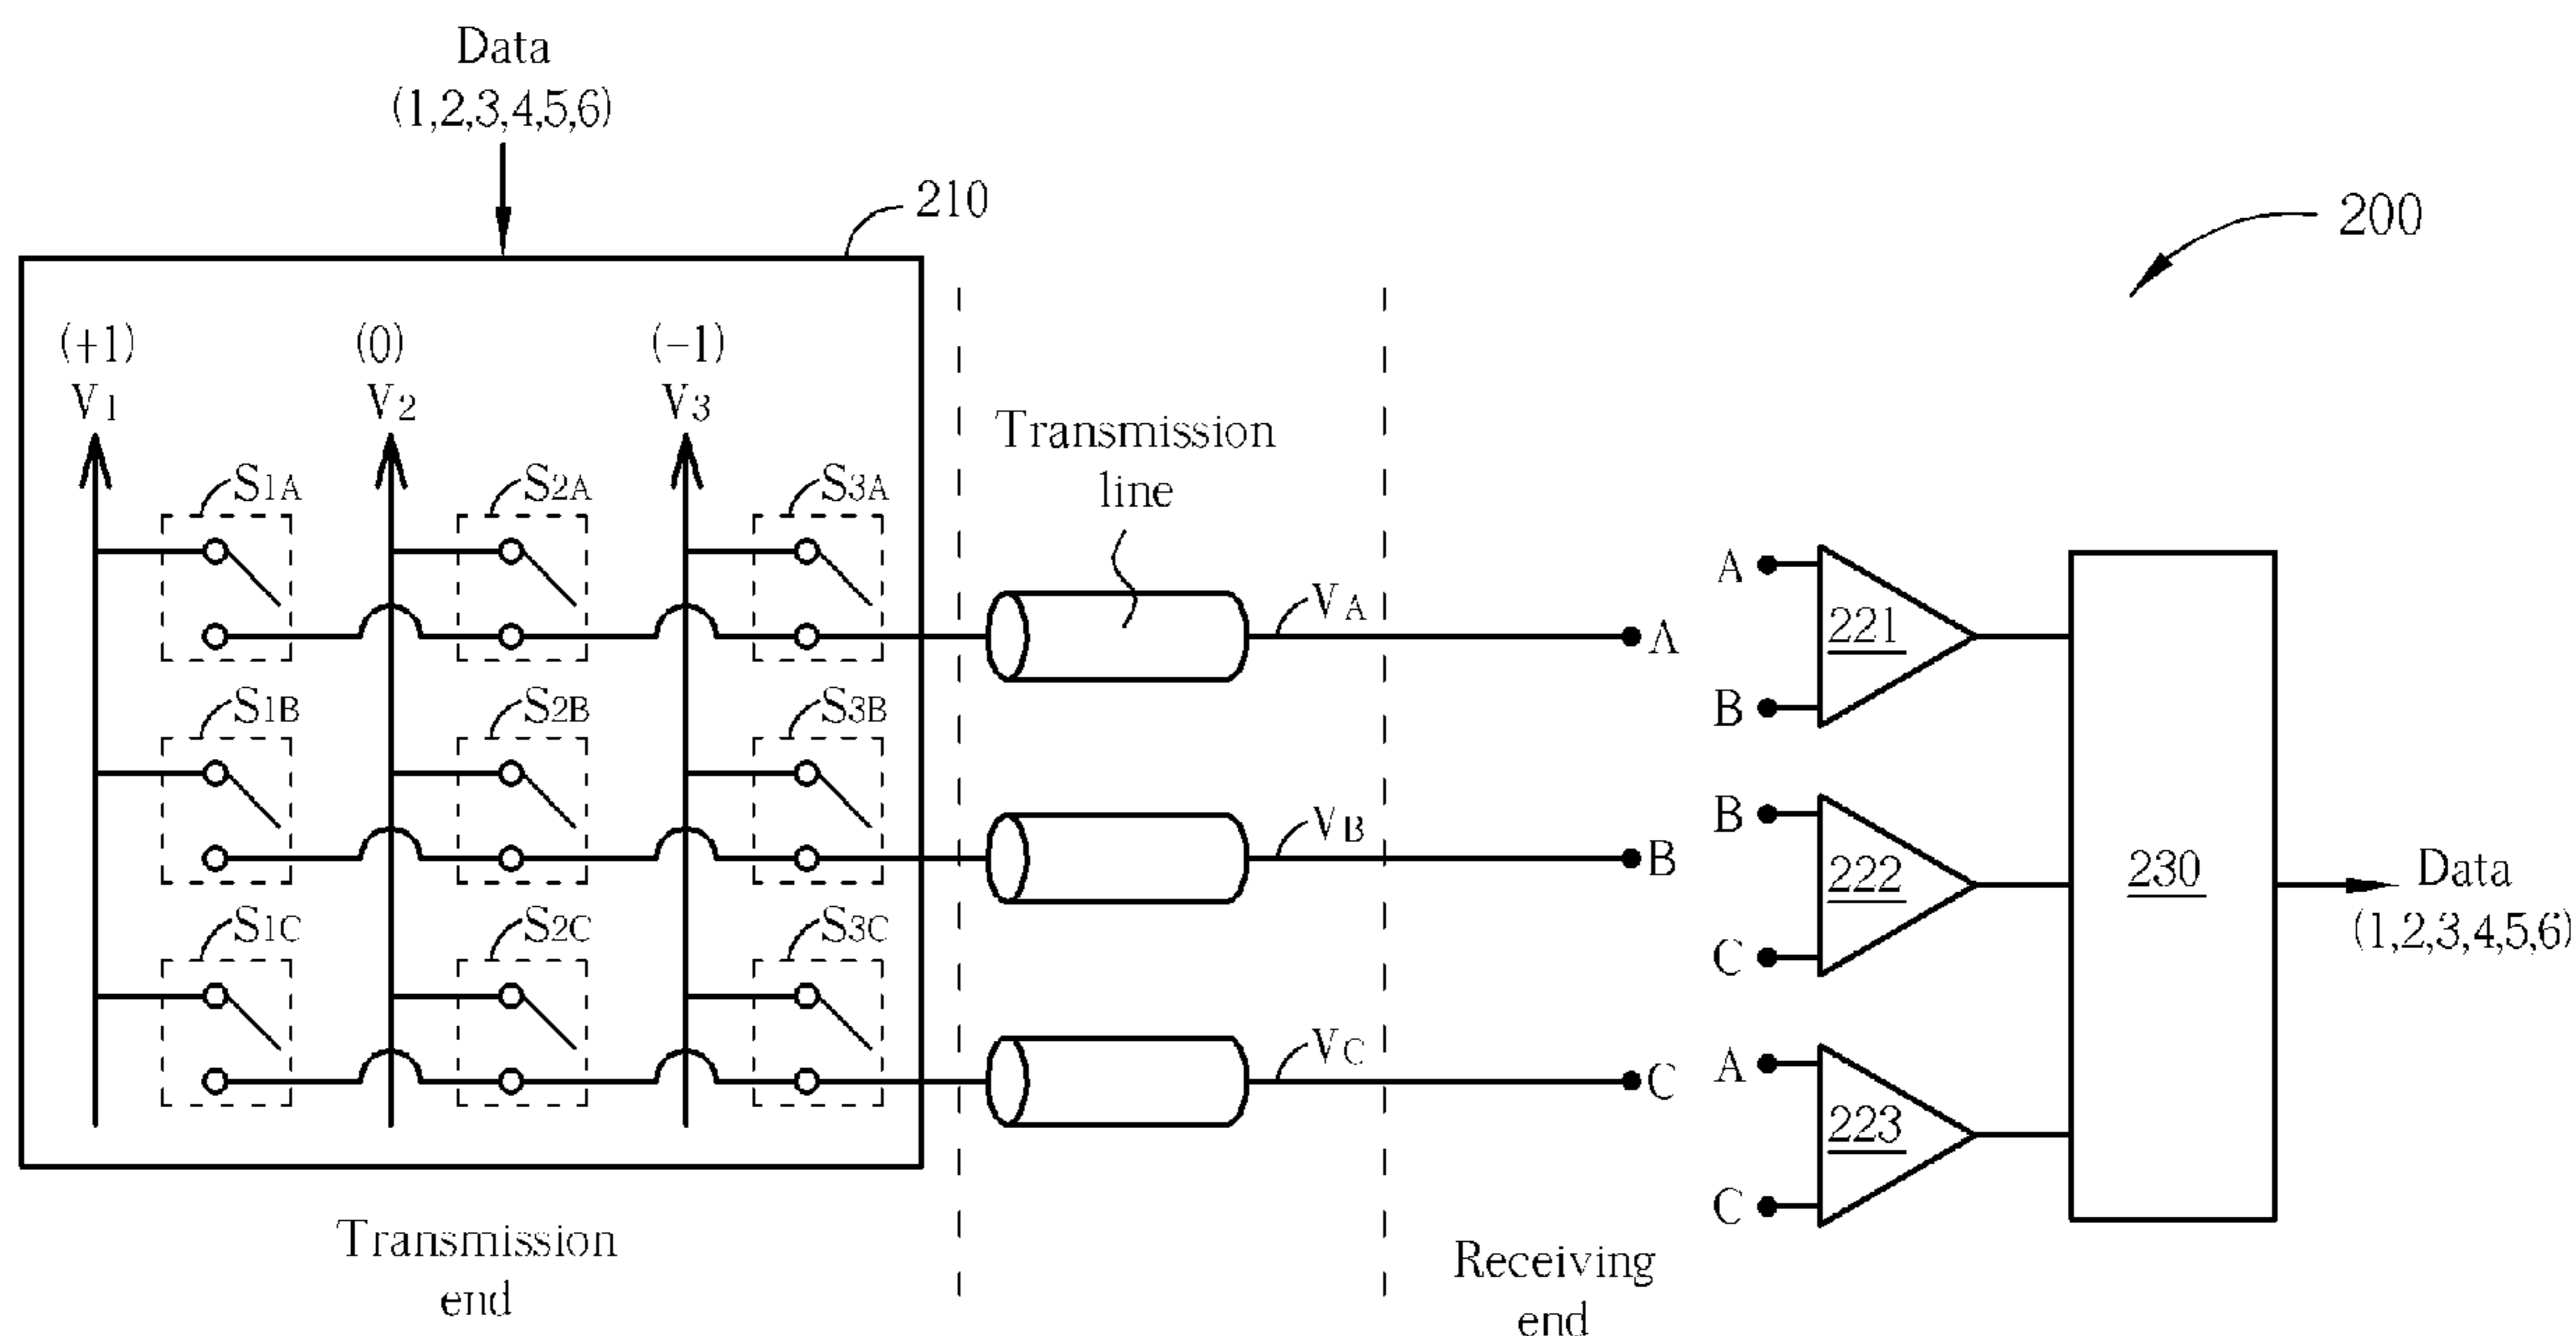 Data
(1,2,3,4,5,6)
210
200
(+1)
V1
(0)
V2
(-1)
V3
S1A
S2A
S3A
S1B
S2B
S3B
S1C
S2C
S3C
Transmission
line
VA
VB
VC
A
B
C
A
B
221
B
C
222
A
C
223
230
Data
(1,2,3,4,5,6)
Transmission
end
Receiving
end